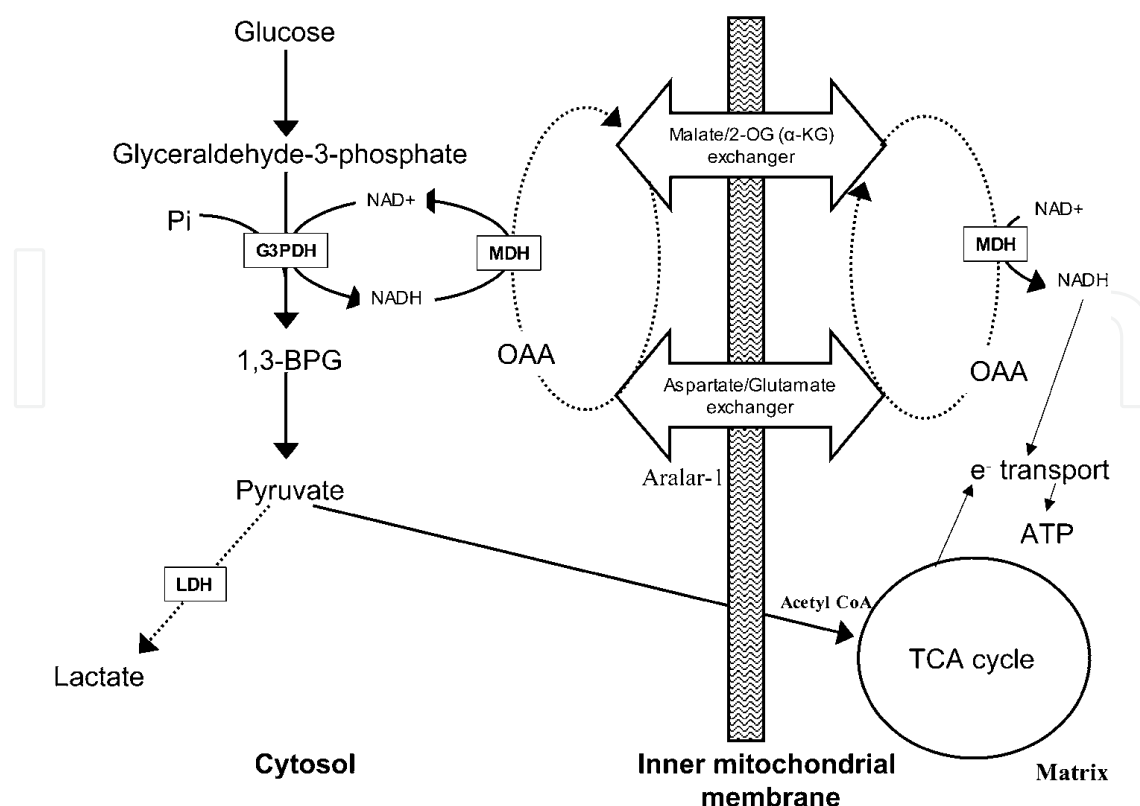 Glucose
Glyceraldehyde-3-phosphate
Pi
NAD+
G3PDH
NADH
MDH
1,3-BPG
OAA
Pyruvate
LDH
Lactate
Malate/2-OG (α-KG)
exchanger
Aspartate/Glutamate
exchanger
Aralar-1
NAD+
MDH
NADH
OAA
e- transport
ATP
Acetyl CoA
TCA cycle
Cytosol
Inner mitochondrial
membrane
Matrix